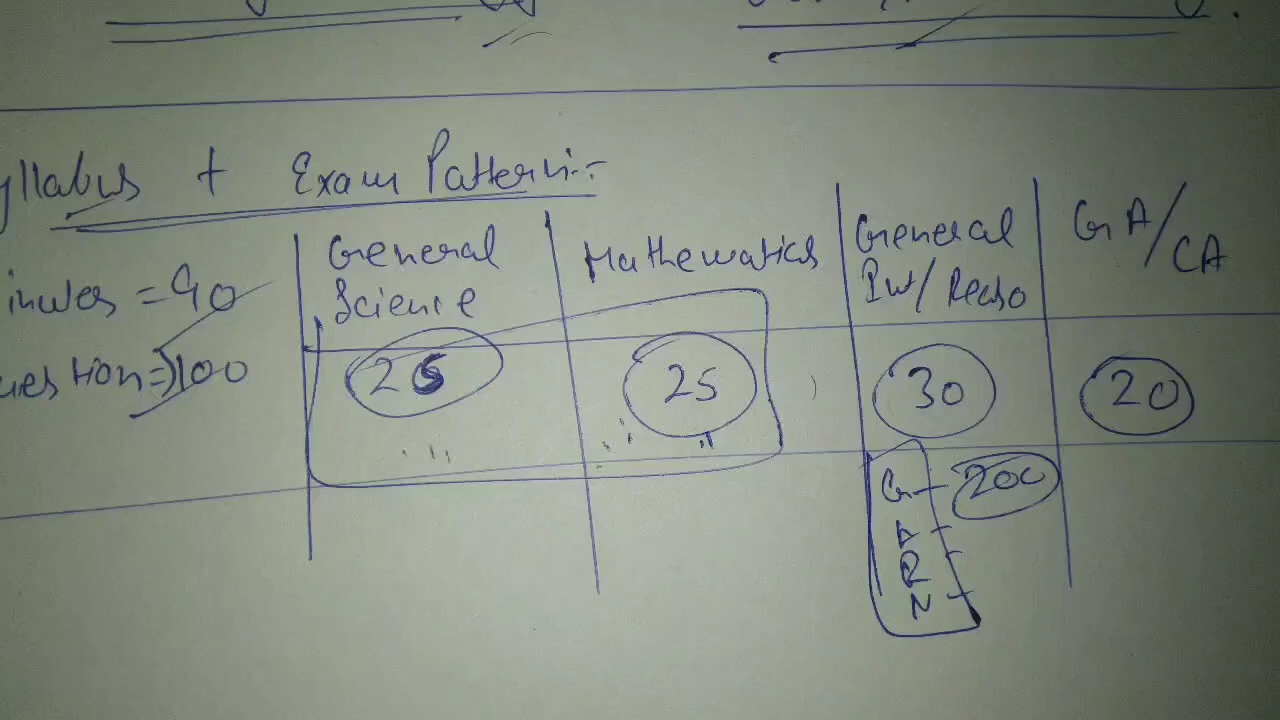 yllabus + Exam Pattern:-
inutes = 90
uestion => 100
General
Science
Mathematics
General
Int/Reaso
GA/
CA
25
25
30
20
G - 200
A -
R -
N -